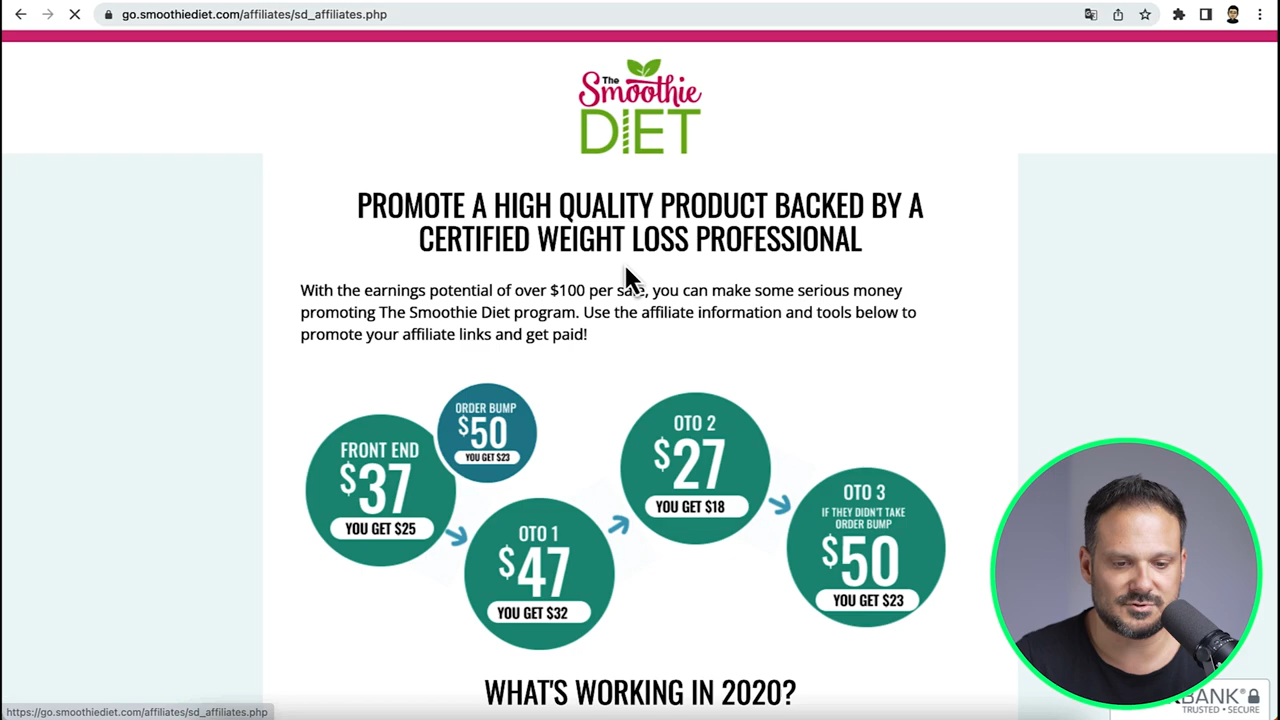 go.smoothiediet.com/affiliates/sd_affiliates.php
The
Smoothie
DIET
PROMOTE A HIGH QUALITY PRODUCT BACKED BY A
CERTIFIED WEIGHT LOSS PROFESSIONAL
With the earnings potential of over $100 per sale, you can make some serious money
promoting The Smoothie Diet program. Use the affiliate information and tools below to
promote your affiliate links and get paid!
FRONT END
$37
YOU GET $25
ORDER BUMP
$50
YOU GET $23
OTO 1
$47
YOU GET $32
OTO 2
$27
YOU GET $18
OTO 3
IF THEY DIDN'T TAKE
ORDER BUMP
$50
YOU GET $23
WHAT'S WORKING IN 2020?
BANK®
TRUSTED • SECURE
https://go.smoothiediet.com/affiliates/sd_affiliates.php